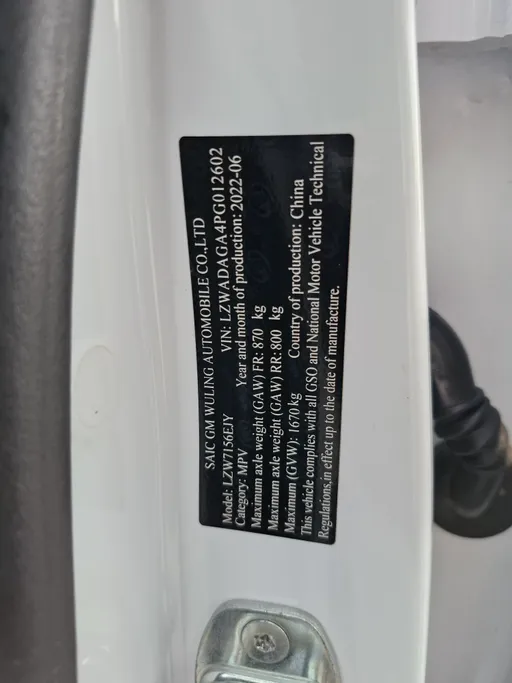 SAIC GM WULING AUTOMOBILE CO.,LTD
Model: LZW7156EJY VIN: LZWADAGA4PG012602
Category: MPV Year and month of production: 2022-06
Maximum axle weight (GAW) FR: 870 kg
Maximum axle weight (GAW) RR: 800 kg
Maximum (GVW): 1670 kg Country of production: China
This vehicle complies with all GSO and National Motor Vehicle Technical
Regulations,in effect up to the date of manufacture.